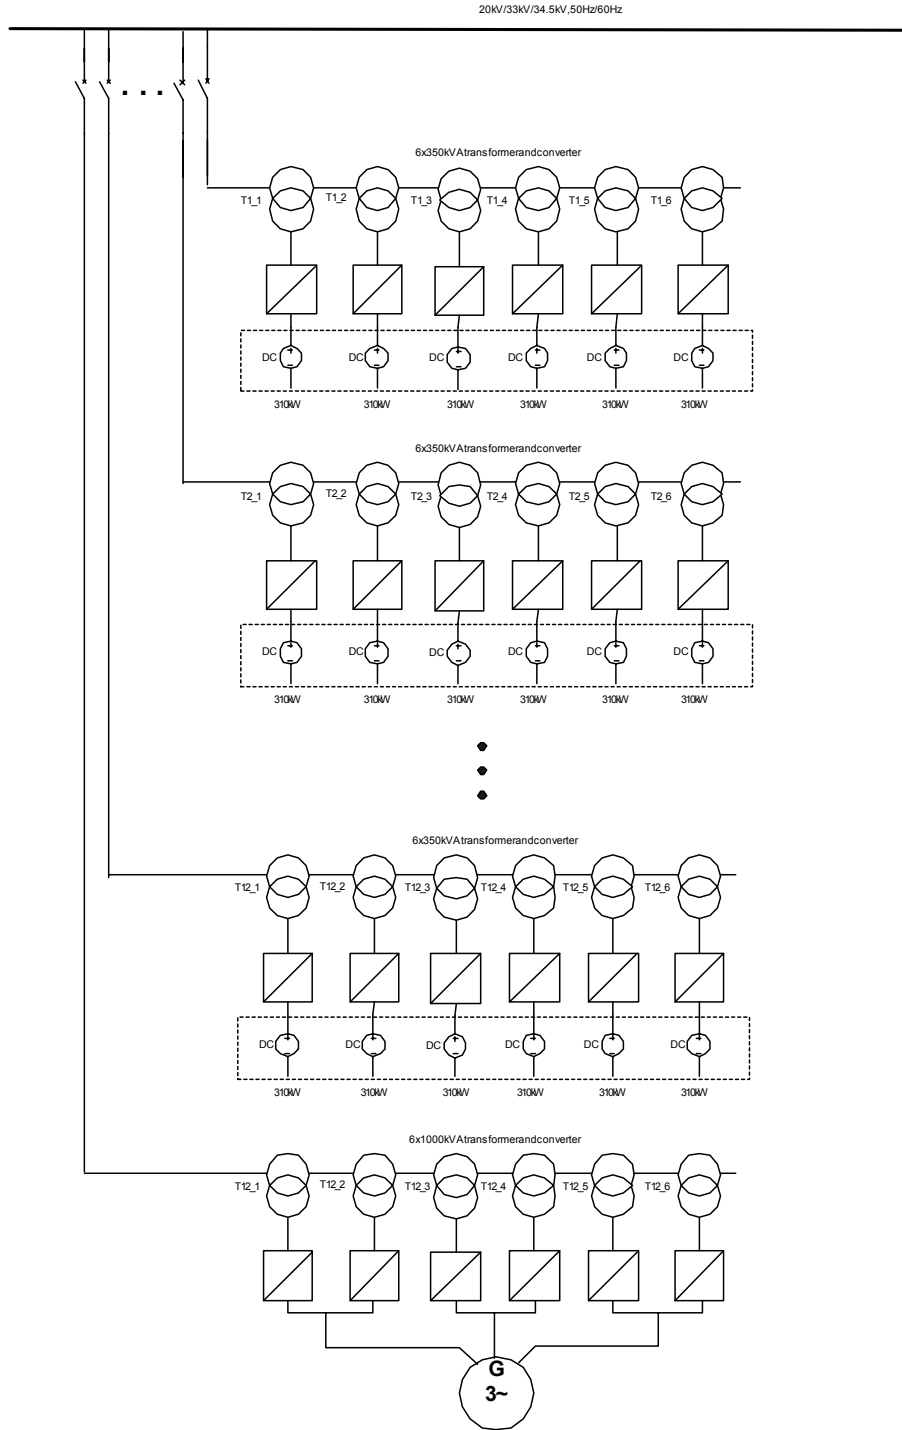 20kV/33kV/34.5kV,50Hz/60Hz
6x350kVAtransformerandconverter
T1_1 T1_2 T1_3 T1_4 T1_5 T1_6
DC DC DC DC DC DC
310kW 310kW 310kW 310kW 310kW 310kW
6x350kVAtransformerandconverter
T2_1 T2_2 T2_3 T2_4 T2_5 T2_6
DC DC DC DC DC DC
310kW 310kW 310kW 310kW 310kW 310kW
6x350kVAtransformerandconverter
T12_1 T12_2 T12_3 T12_4 T12_5 T12_6
DC DC DC DC DC DC
310kW 310kW 310kW 310kW 310kW 310kW
6x1000kVAtransformerandconverter
T12_1 T12_2 T12_3 T12_4 T12_5 T12_6
G
3~